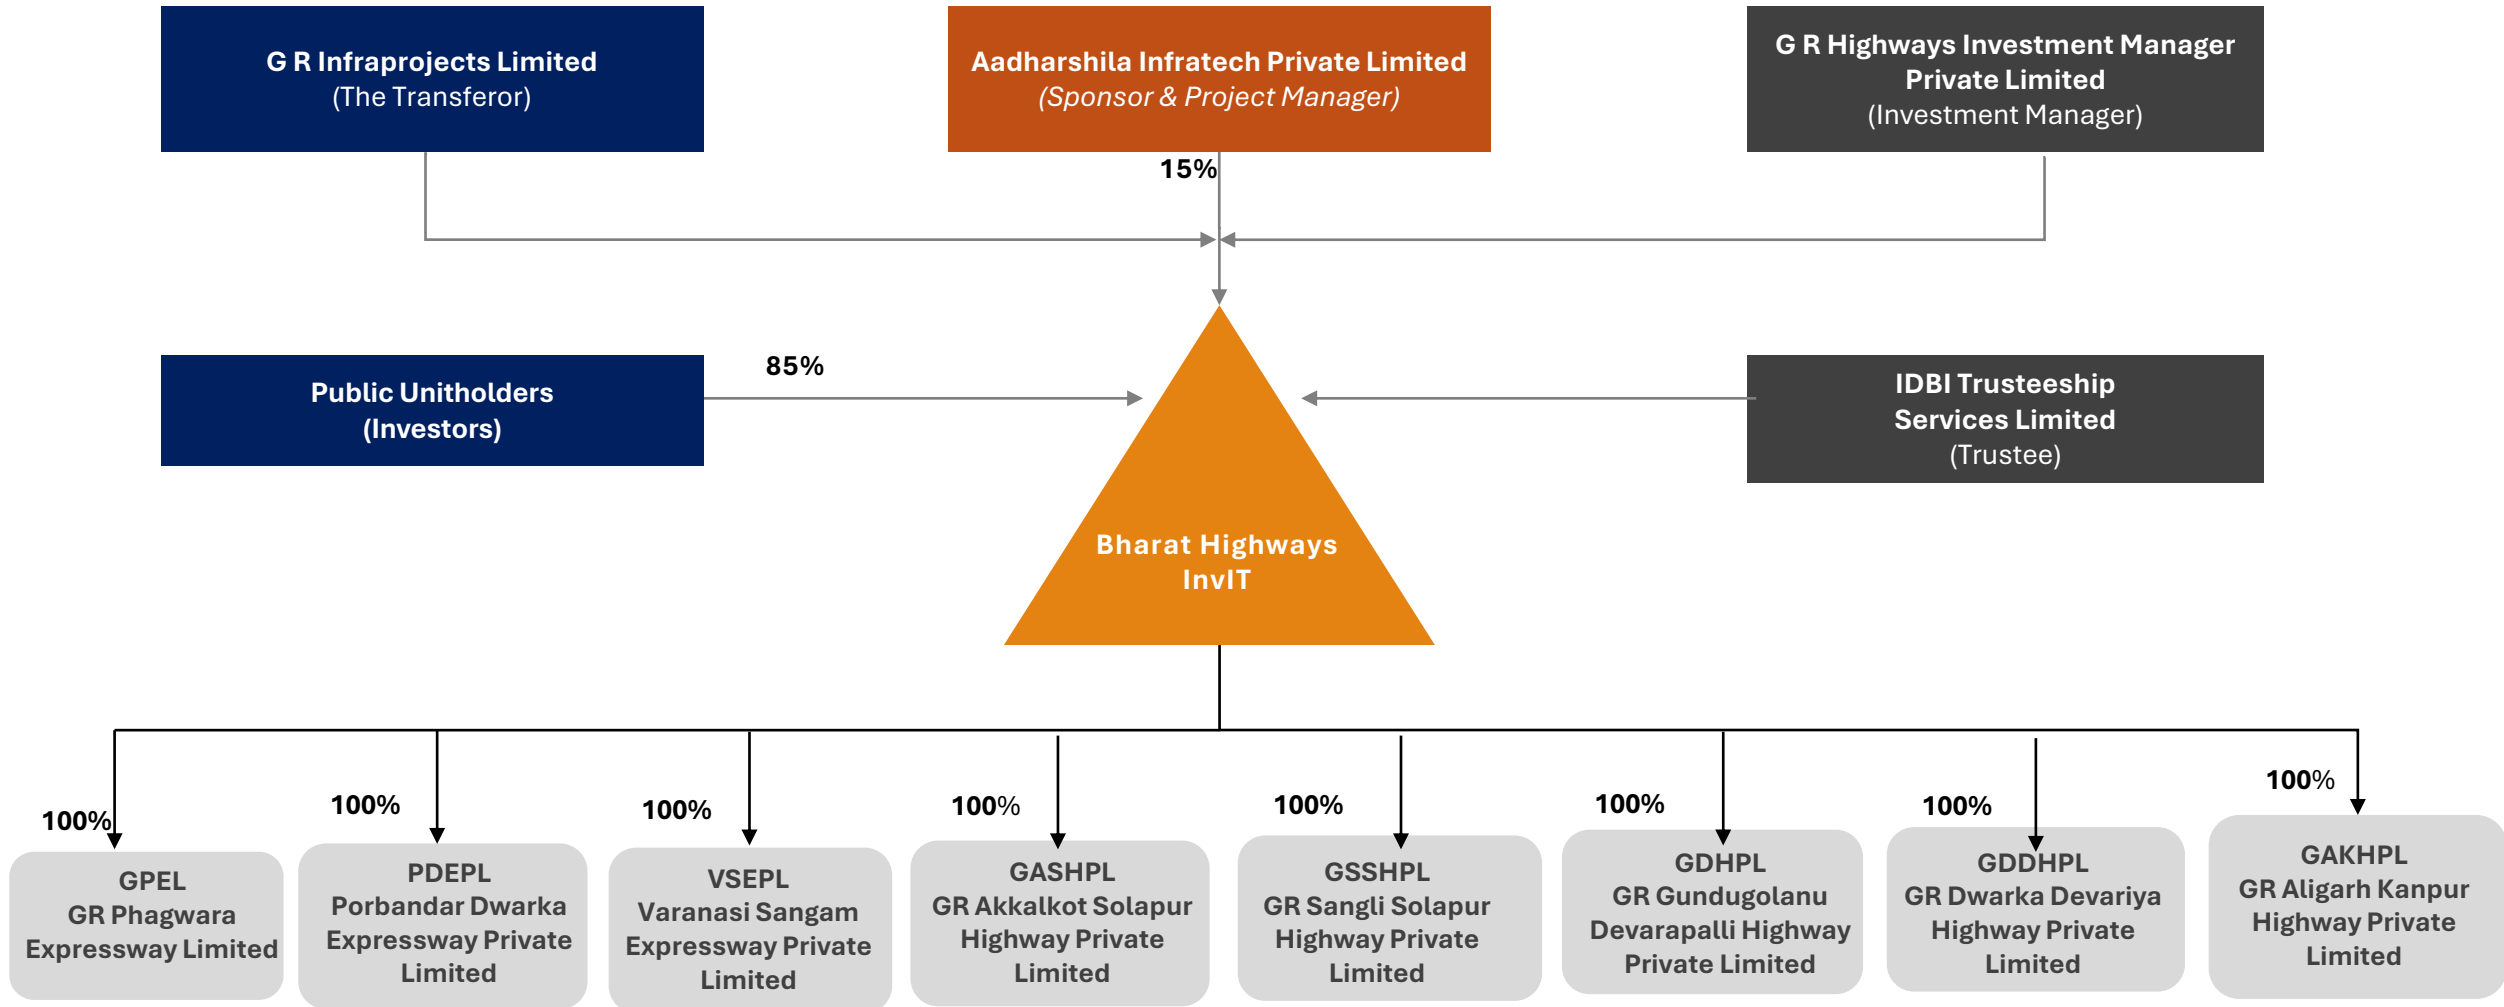 G R Infraprojects Limited
(The Transferor)
Aadharshila Infratech Private Limited
(Sponsor & Project Manager)
G R Highways Investment Manager
Private Limited
(Investment Manager)
15%
Public Unitholders
(Investors)
85%
IDBI Trusteeship
Services Limited
(Trustee)
Bharat Highways
InvIT
100%
GPEL
GR Phagwara
Expressway Limited
100%
PDEPL
Porbandar Dwarka
Expressway Private
Limited
100%
VSEPL
Varanasi Sangam
Expressway Private
Limited
100%
GASHPL
GR Akkalkot Solapur
Highway Private
Limited
100%
GSSHPL
GR Sangli Solapur
Highway Private
Limited
100%
GDHPL
GR Gundugolanu
Devarapalli Highway
Private Limited
100%
GDDHPL
GR Dwarka Devariya
Highway Private
Limited
100%
GAKHPL
GR Aligarh Kanpur
Highway Private
Limited